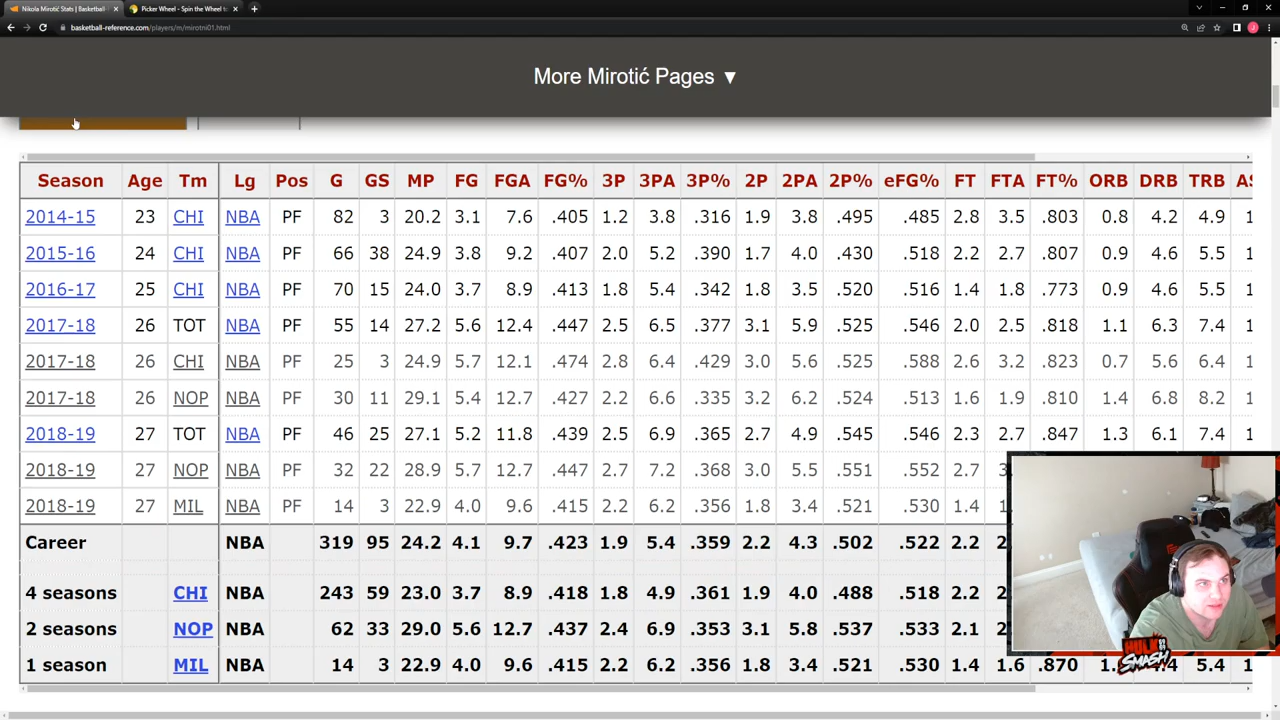 Nikola Mirotić Stats | Basketball-
Picker Wheel - Spin the Wheel to
basketball-reference.com/players/m/mirotni01.html
More Mirotić Pages ▼
Season Age Tm Lg Pos G GS MP FG FGA FG% 3P 3PA 3P% 2P 2PA 2P% eFG% FT FTA FT% ORB DRB TRB
2014-15 23 CHI NBA PF 82 3 20.2 3.1 7.6 .405 1.2 3.8 .316 1.9 3.8 .495 .485 2.8 3.5 .803 0.8 4.2 4.9
2015-16 24 CHI NBA PF 66 38 24.9 3.8 9.2 .407 2.0 5.2 .390 1.7 4.0 .430 .518 2.2 2.7 .807 0.9 4.6 5.5
2016-17 25 CHI NBA PF 70 15 24.0 3.7 8.9 .413 1.8 5.4 .342 1.8 3.5 .520 .516 1.4 1.8 .773 0.9 4.6 5.5
2017-18 26 TOT NBA PF 55 14 27.2 5.6 12.4 .447 2.5 6.5 .377 3.1 5.9 .525 .546 2.0 2.5 .818 1.1 6.3 7.4
2017-18 26 CHI NBA PF 25 3 24.9 5.7 12.1 .474 2.8 6.4 .429 3.0 5.6 .525 .588 2.6 3.2 .823 0.7 5.6 6.4
2017-18 26 NOP NBA PF 30 11 29.1 5.4 12.7 .427 2.2 6.6 .335 3.2 6.2 .524 .513 1.6 1.9 .810 1.4 6.8 8.2
2018-19 27 TOT NBA PF 46 25 27.1 5.2 11.8 .439 2.5 6.9 .365 2.7 4.9 .545 .546 2.3 2.7 .847 1.3 6.1 7.4
2018-19 27 NOP NBA PF 32 22 28.9 5.7 12.7 .447 2.7 7.2 .368 3.0 5.5 .551 .552 2.7
2018-19 27 MIL NBA PF 14 3 22.9 4.0 9.6 .415 2.2 6.2 .356 1.8 3.4 .521 .530 1.4
Career NBA 319 95 24.2 4.1 9.7 .423 1.9 5.4 .359 2.2 4.3 .502 .522 2.2
4 seasons CHI NBA 243 59 23.0 3.7 8.9 .418 1.8 4.9 .361 1.9 4.0 .488 .518 2.2
2 seasons NOP NBA 62 33 29.0 5.6 12.7 .437 2.4 6.9 .353 3.1 5.8 .537 .533 2.1
1 season MIL NBA 14 3 22.9 4.0 9.6 .415 2.2 6.2 .356 1.8 3.4 .521 .530 1.4 1.6 .870 5.4
HULK
SMASH